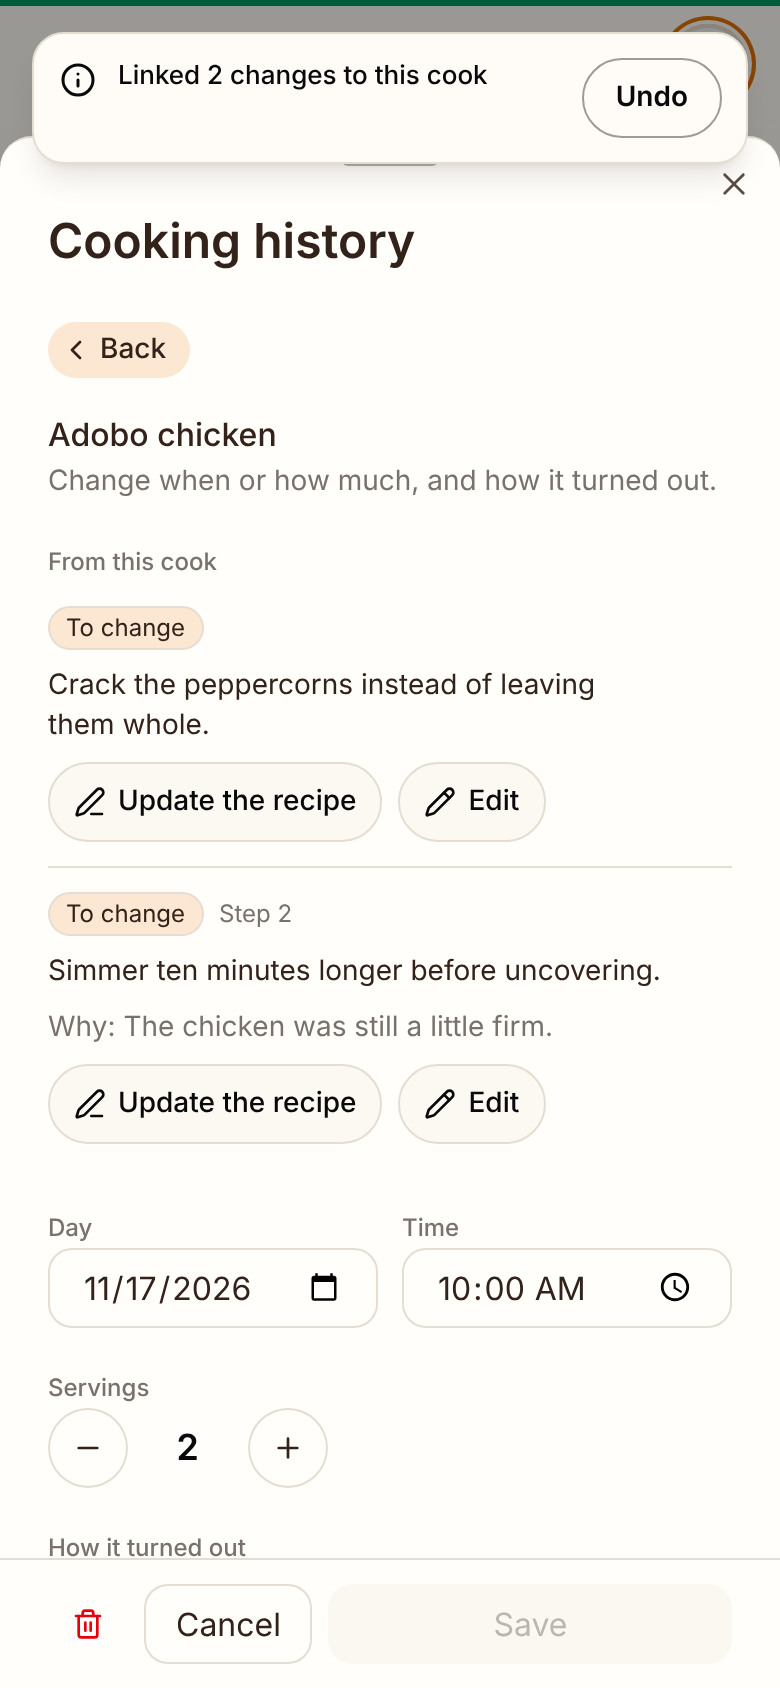 Linked 2 changes to this cook
Undo
Cooking history
Back
Adobo chicken
Change when or how much, and how it turned out.
From this cook
To change
Crack the peppercorns instead of leaving
them whole.
Update the recipe
Edit
To change
Step 2
Simmer ten minutes longer before uncovering.
Why: The chicken was still a little firm.
Update the recipe
Edit
Day
Time
11/17/2026
10:00 AM
Servings
2
How it turned out
Cancel
Save